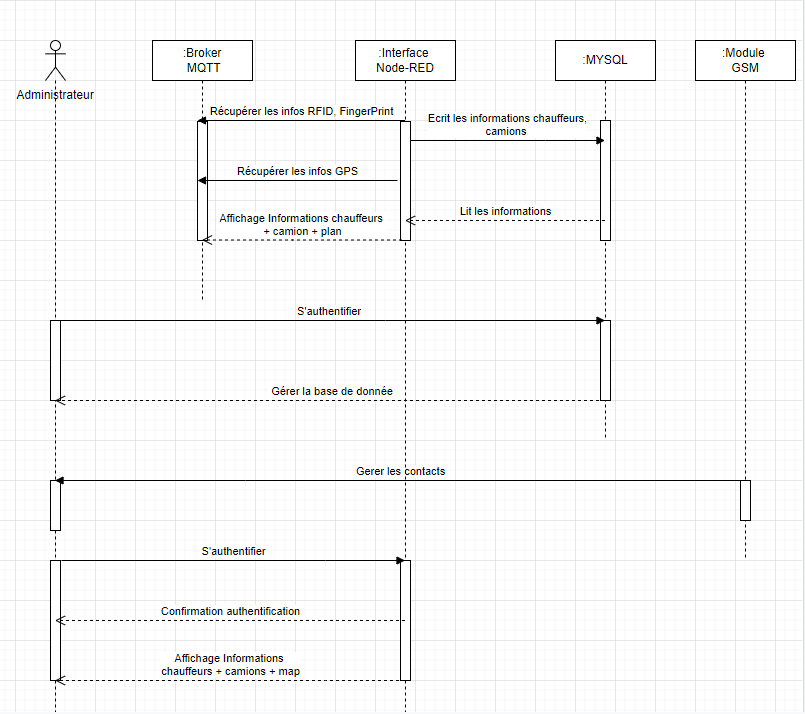 :Broker
MQTT
:Interface
Node-RED
:MYSQL
:Module
GSM
Administrateur
Récupérer les infos RFID, FingerPrint
Ecrit les informations chauffeurs,
camions
Récupérer les infos GPS
Lit les informations
Affichage Informations chauffeurs
+ camion + plan
S'authentifier
Gérer la base de donnée
Gerer les contacts
S'authentifier
Confirmation authentification
Affichage Informations
chauffeurs + camions + map